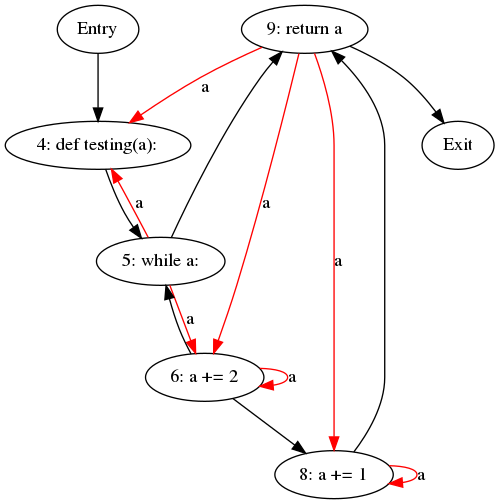 Entry
9: return a
a
4: def testing(a):
Exit
a
a
5: while a:
a
a
6: a += 2
a
8: a += 1
a